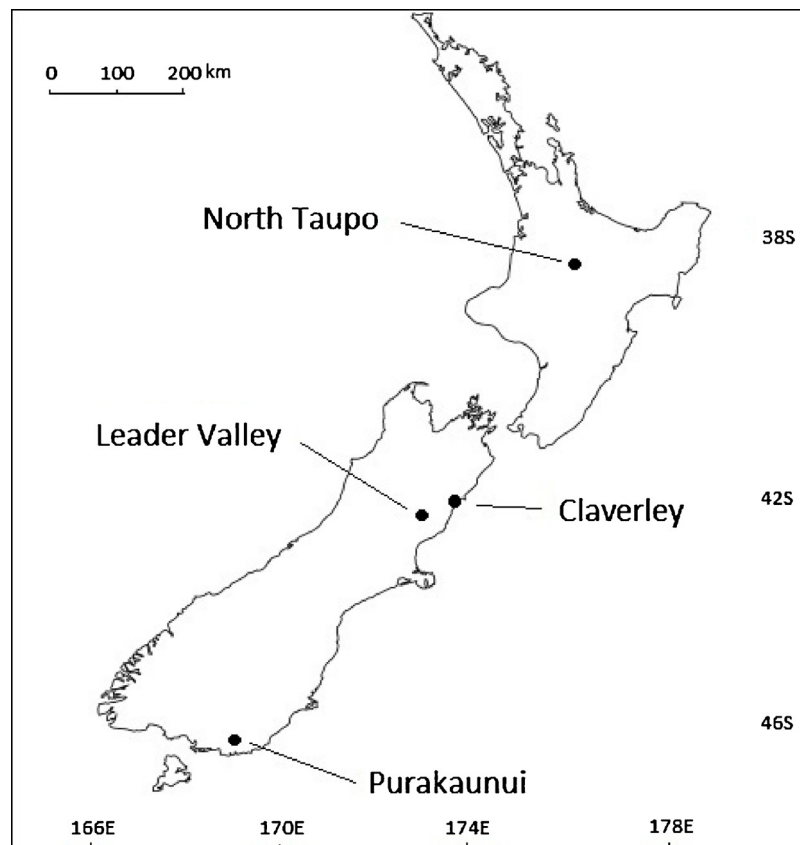 0 100 200 km
North Taupo
38S
Leader Valley
42S
Claverley
46S
Purakaunui
166E 170E 174E 178E